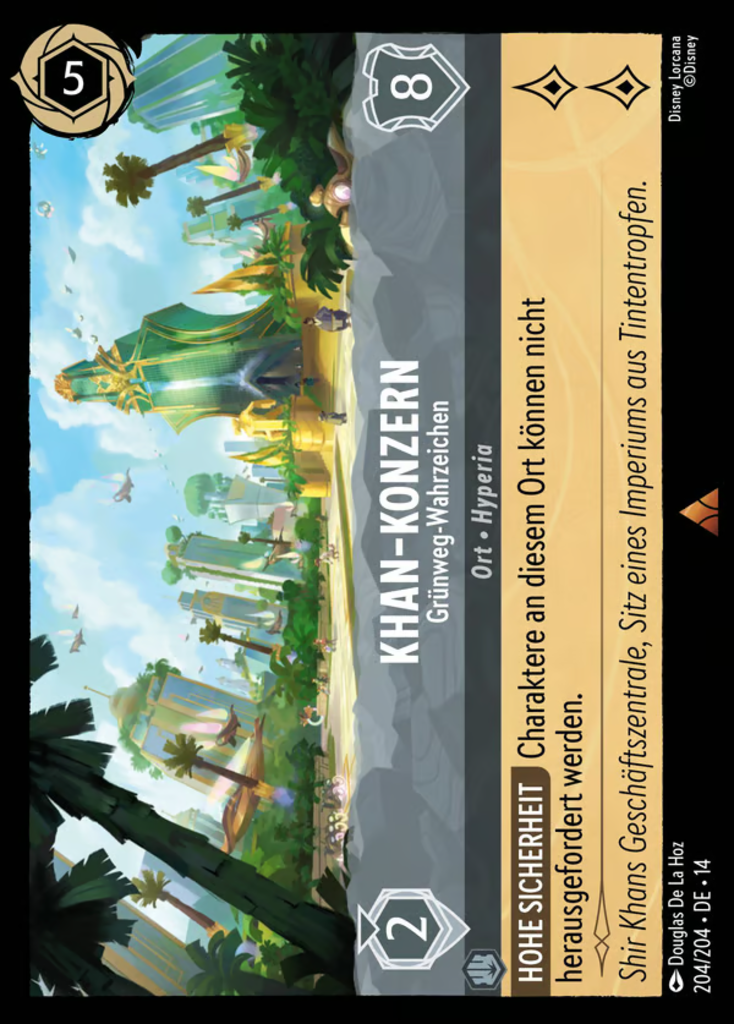 5
8
KHAN-KONZERN
Grünweg-Wahrzeichen
2
Ort • Hyperia
HOHE SICHERHEIT Charaktere an diesem Ort können nicht
herausgefordert werden.
Shir Khans Geschäftszentrale, Sitz eines Imperiums aus Tintentropfen.
Douglas De La Hoz
204/204 • DE • 14
Disney Lorcana
©Disney